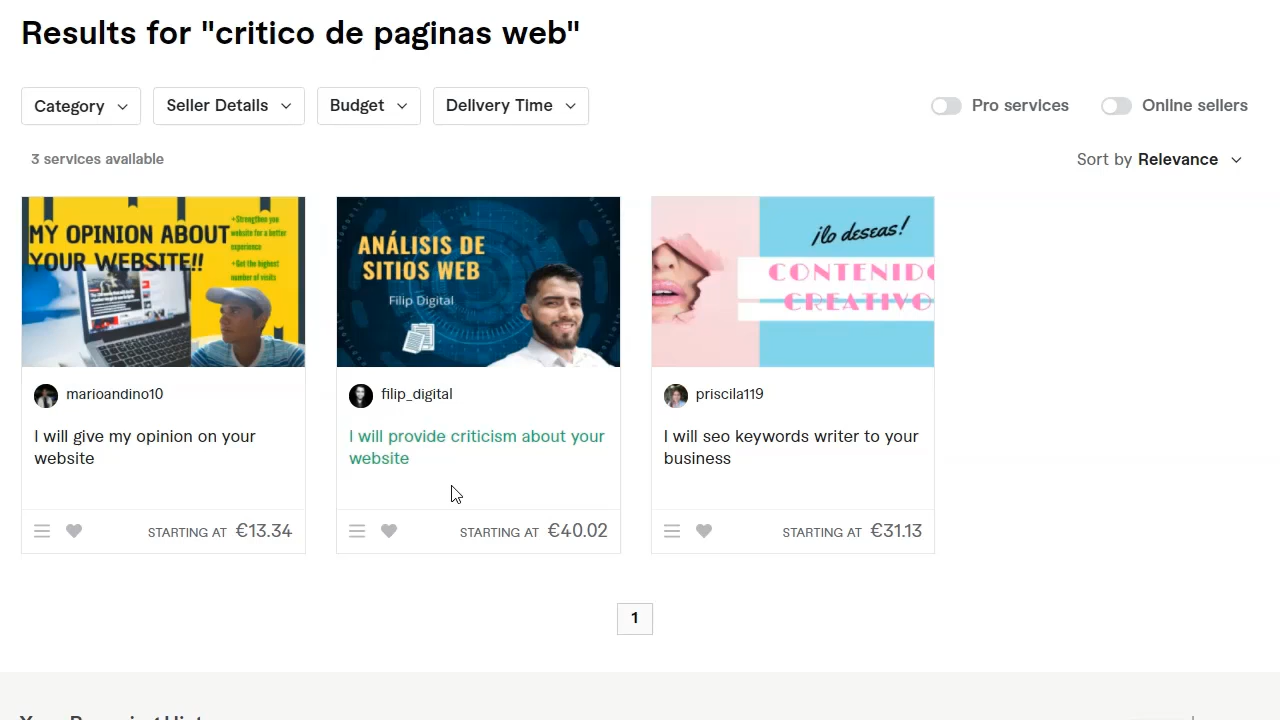 Results for "critico de paginas web"
Category
Seller Details
Budget
Delivery Time
Pro services
Online sellers
3 services available
Sort by Relevance
MY OPINION ABOUT
YOUR WEBSITE!!
+Strengthen you
website for a better
experience
+Get the highest
number of visits
ANÁLISIS DE
SITIOS WEB
Filip Digital
¡lo deseas!
CONTENIDO
CREATIVO
marioandino10
filip_digital
priscila119
I will give my opinion on your
website
I will provide criticism about your
website
I will seo keywords writer to your
business
STARTING AT €13.34
STARTING AT €40.02
STARTING AT €31.13
1